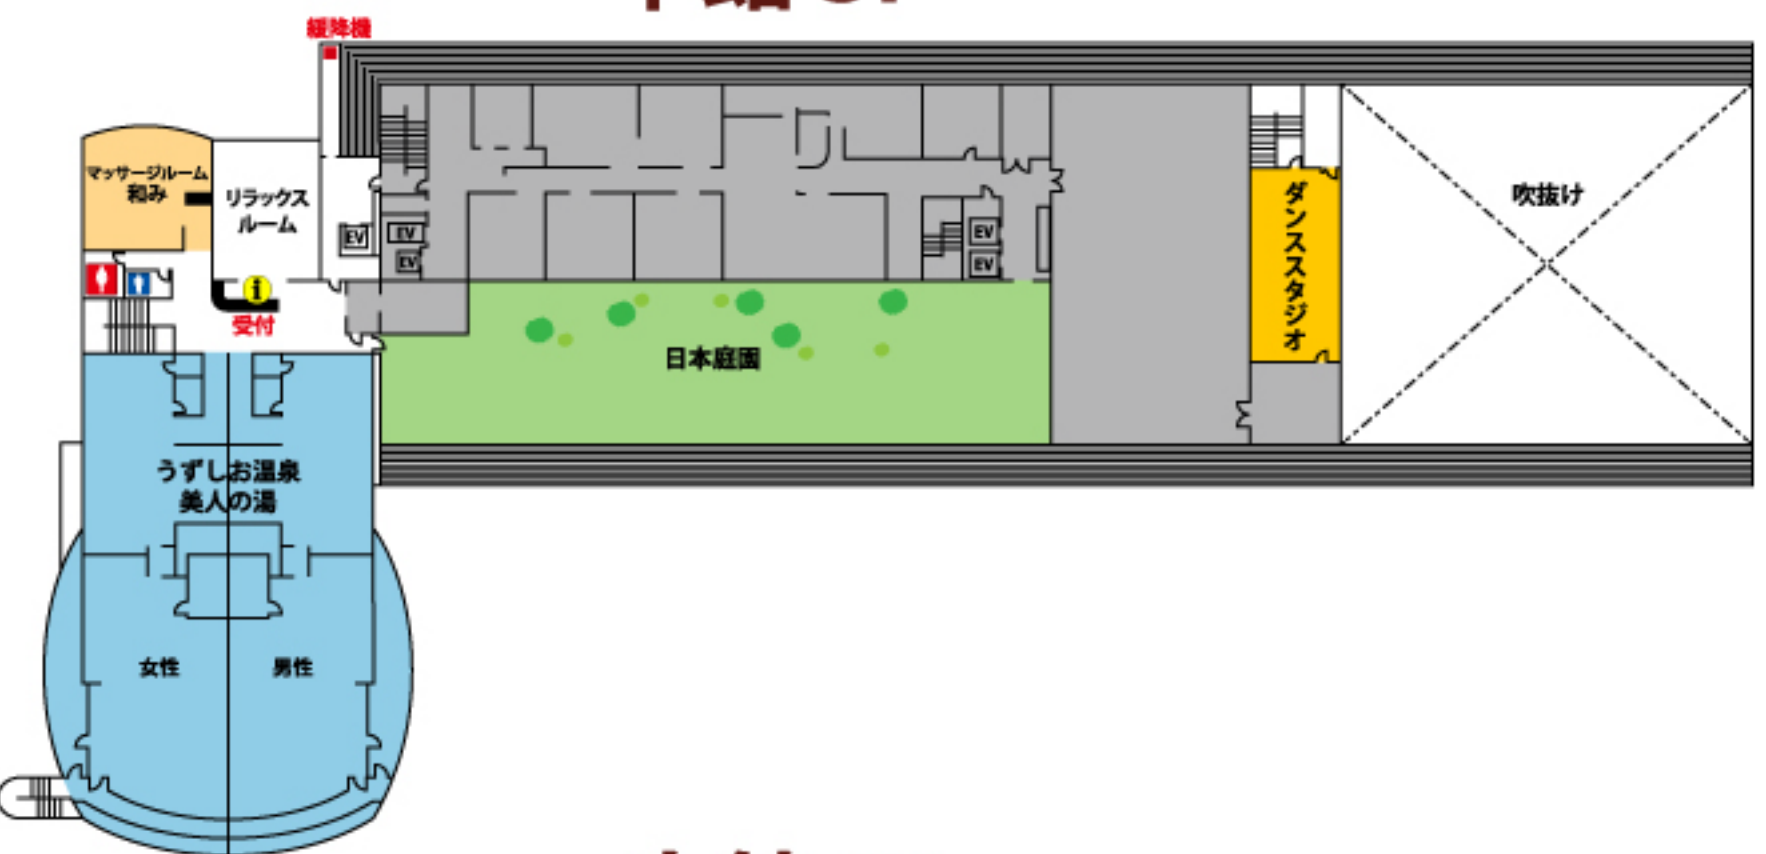 緩降機
マッサージルーム
和み
リラックス
ルーム
EV
EV
EV
EV
EV
吹抜け
ダンススタジオ
i
受付
日本庭園
うずしお温泉
美人の湯
女性
男性